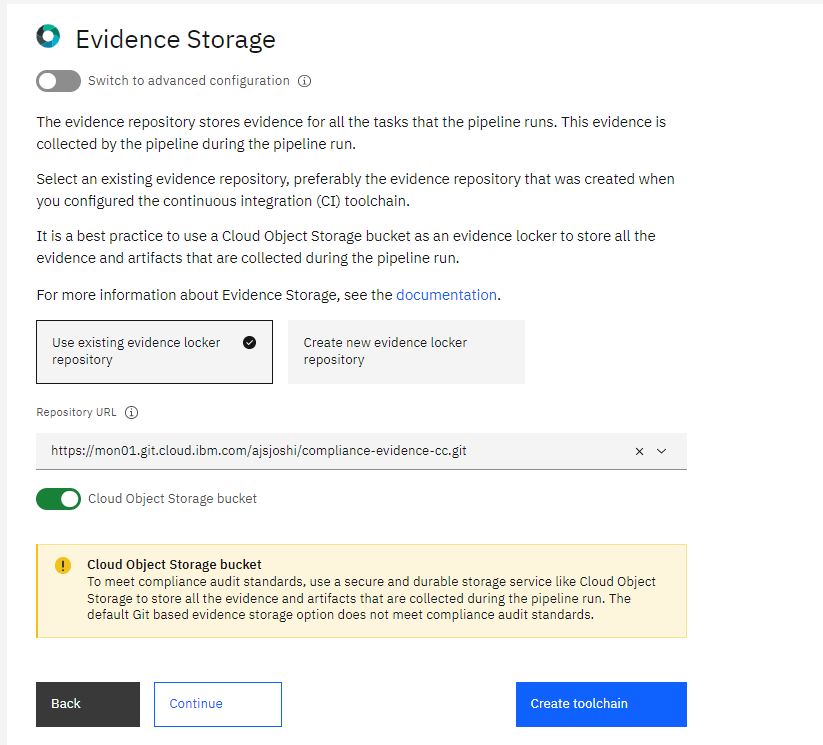 Evidence Storage
Switch to advanced configuration
The evidence repository stores evidence for all the tasks that the pipeline runs. This evidence is
collected by the pipeline during the pipeline run.
Select an existing evidence repository, preferably the evidence repository that was created when
you configured the continuous integration (CI) toolchain.
It is a best practice to use a Cloud Object Storage bucket as an evidence locker to store all the
evidence and artifacts that are collected during the pipeline run.
For more information about Evidence Storage, see the documentation.
Use existing evidence locker
repository
Create new evidence locker
repository
Repository URL
https://mon01.git.cloud.ibm.com/ajsjoshi/compliance-evidence-cc.git
Cloud Object Storage bucket
Cloud Object Storage bucket
To meet compliance audit standards, use a secure and durable storage service like Cloud Object
Storage to store all the evidence and artifacts that are collected during the pipeline run. The
default Git based evidence storage option does not meet compliance audit standards.
Back
Continue
Create toolchain